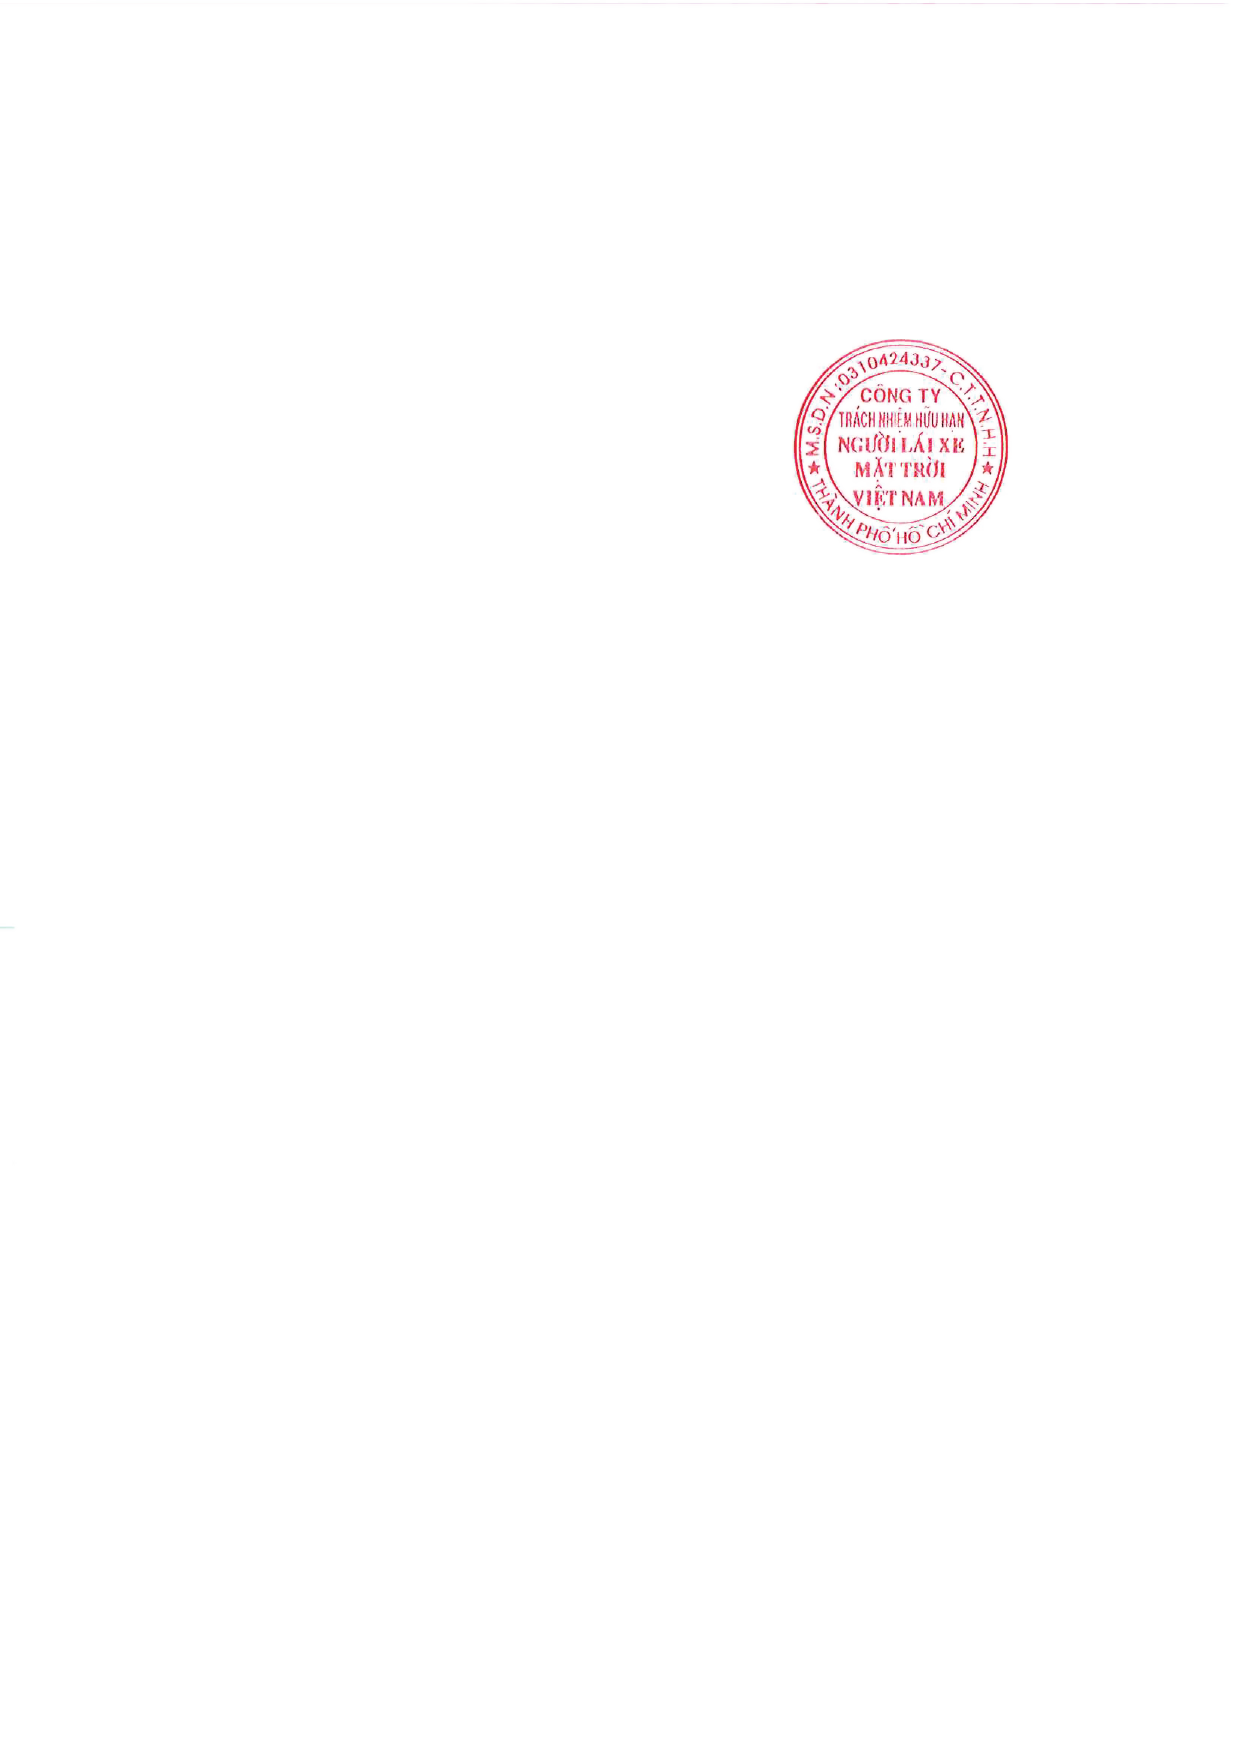 M.S.D.N:0310424337-C.T.T.N.H.H
CÔNG TY
TRÁCH NHIỆM HỮU HẠN
NGƯỜI LÁI XE
MẶT TRỜI
VIỆT NAM
★ THÀNH PHỐ HỒ CHÍ MINH ★